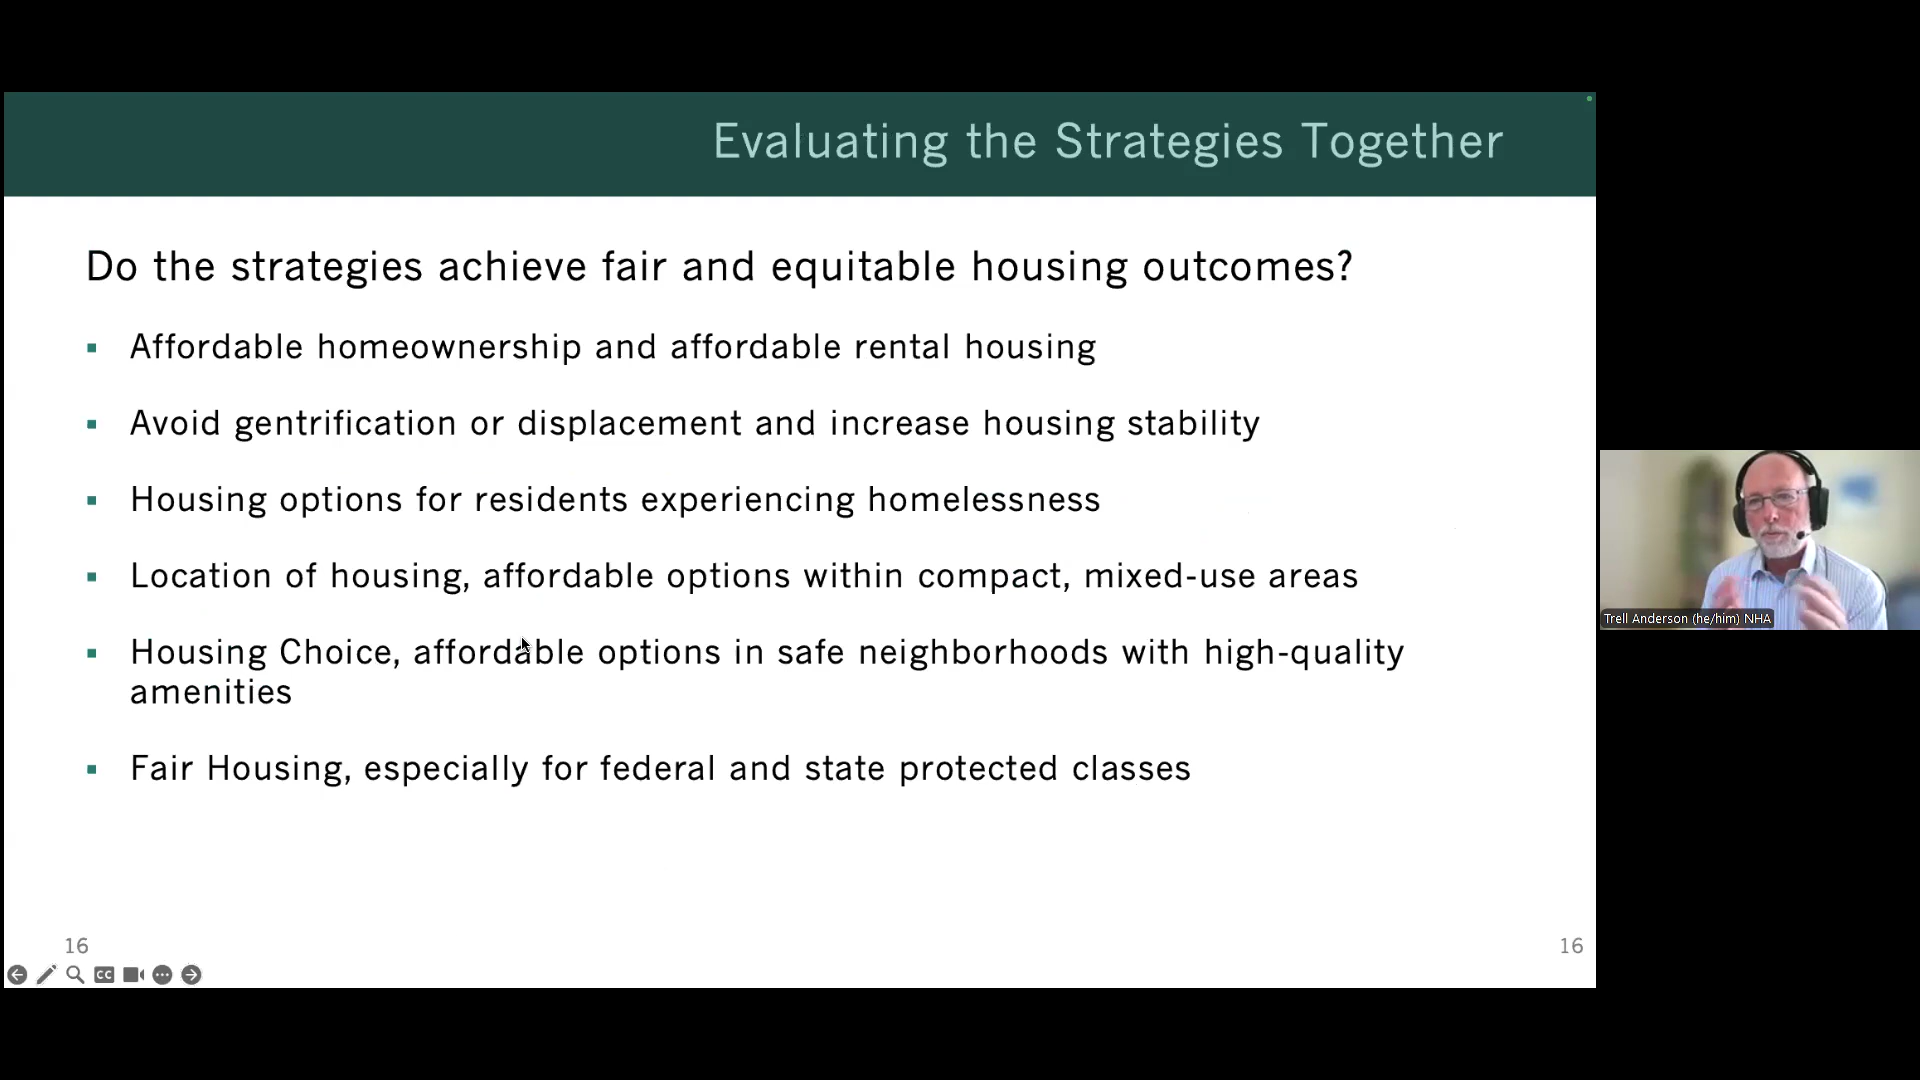 Evaluating the Strategies Together
Do the strategies achieve fair and equitable housing outcomes?
▪ Affordable homeownership and affordable rental housing
▪ Avoid gentrification or displacement and increase housing stability
▪ Housing options for residents experiencing homelessness
▪ Location of housing, affordable options within compact, mixed-use areas
▪ Housing Choice, affordable options in safe neighborhoods with high-quality
amenities
▪ Fair Housing, especially for federal and state protected classes
Trell Anderson (he/him) NHA
16
16
CC